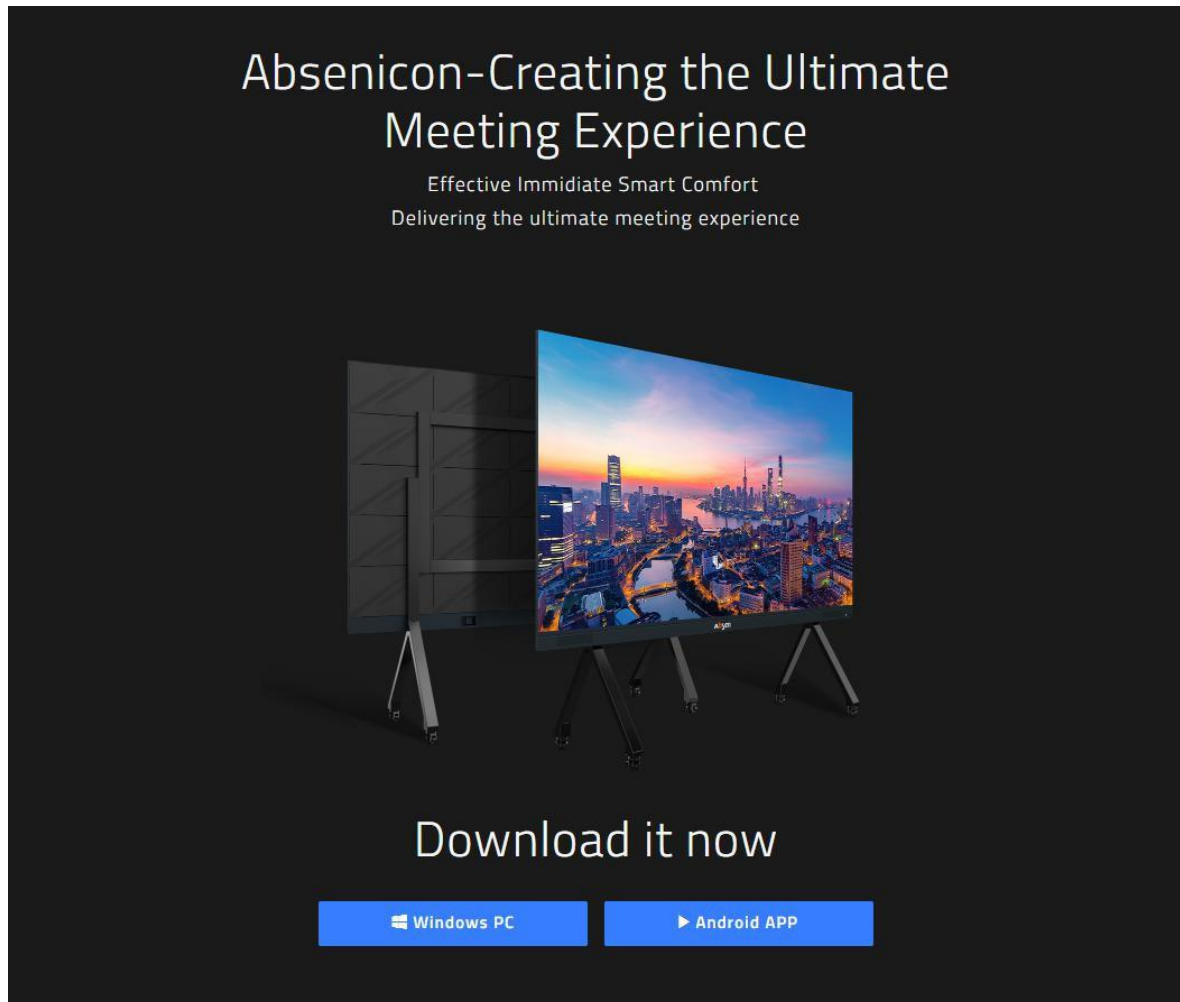 Absenicon-Creating the Ultimate
Meeting Experience
Effective Immidiate Smart Comfort
Delivering the ultimate meeting experience
Download it now
Windows PC
Android APP